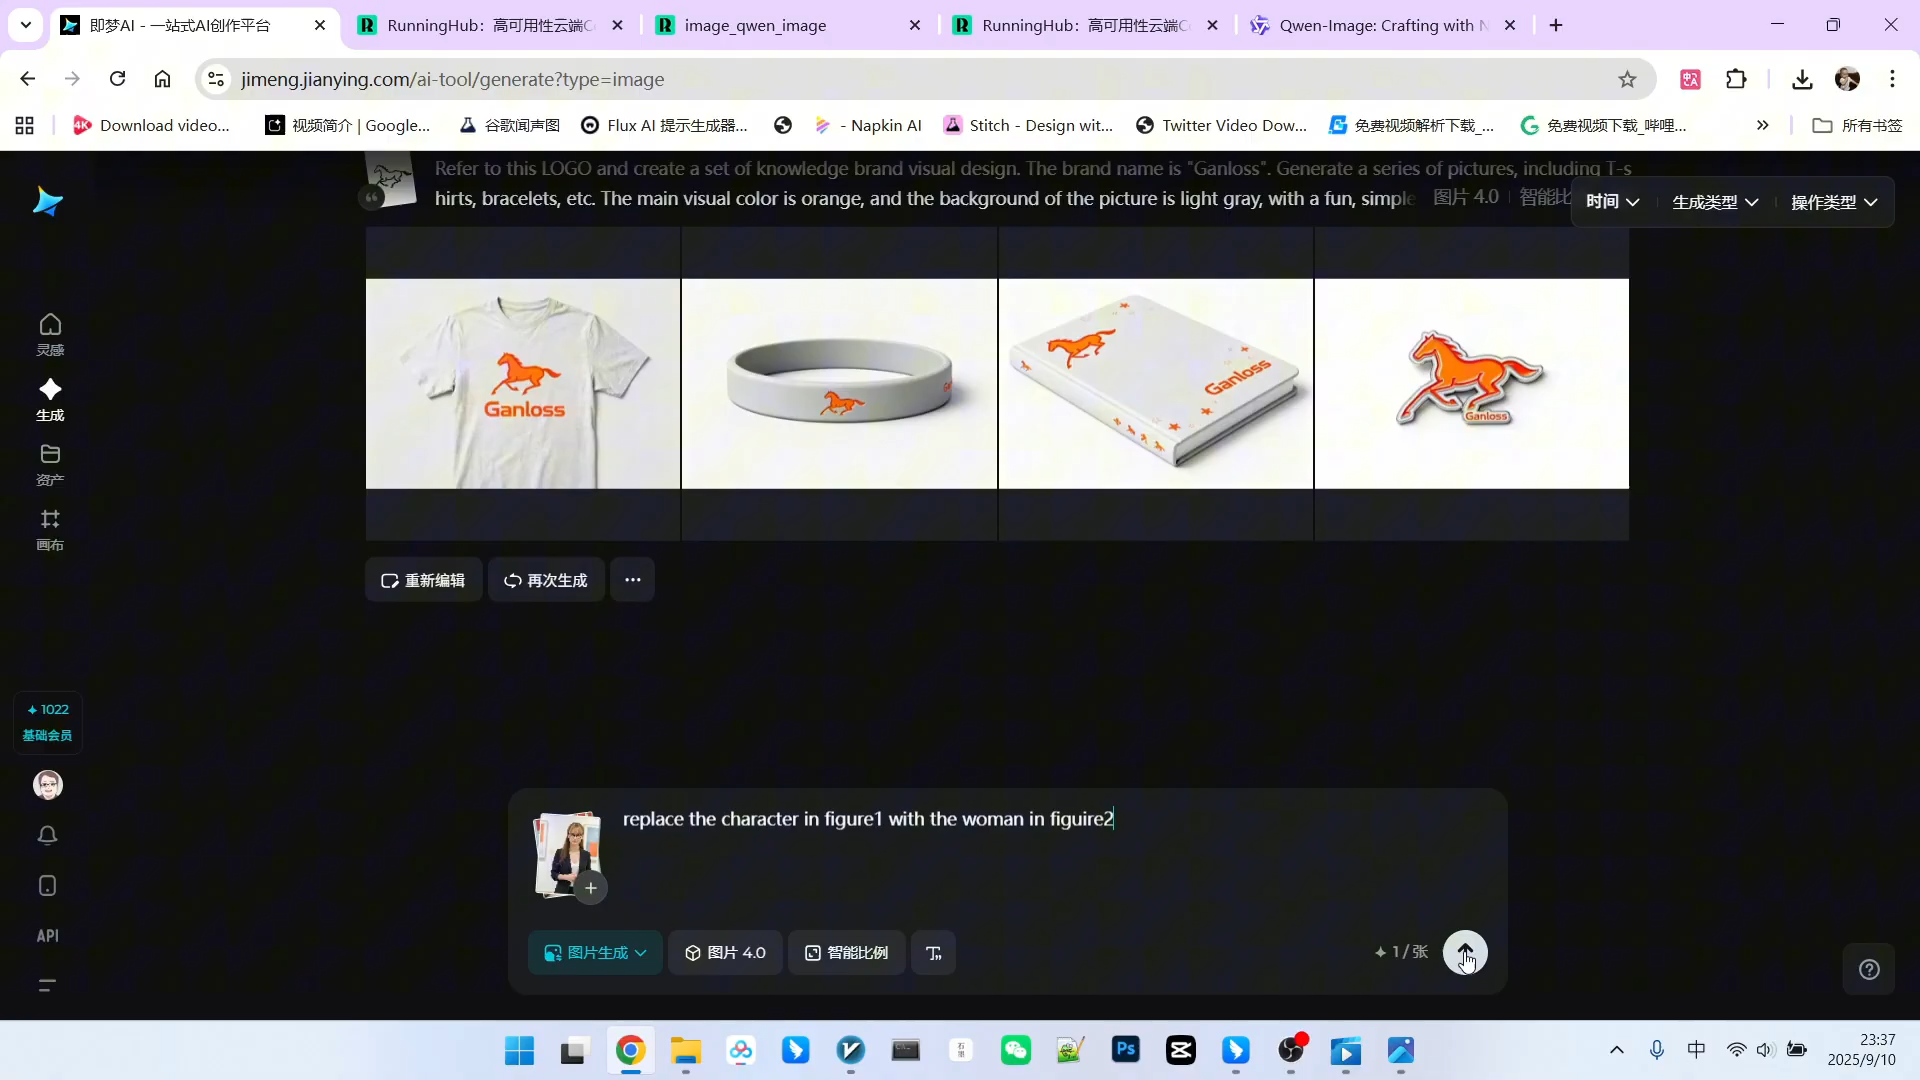 即梦AI - 一站式AI创作平台
RunningHub：高可用性云端C
image_qwen_image
RunningHub：高可用性云端C
Qwen-Image: Crafting with N
jimeng.jianying.com/ai-tool/generate?type=image
Download video...
视频简介 | Google...
谷歌闻声图
Flux AI 提示生成器...
- Napkin AI
Stitch - Design wit...
Twitter Video Dow...
免费视频解析下载_...
免费视频下载_哔哩...
所有书签
Refer to this LOGO and create a set of knowledge brand visual design. The brand name is "Ganloss". Generate a series of pictures, including T-s
hirts, bracelets, etc. The main visual color is orange, and the background of the picture is light gray, with a fun, simple
图片 4.0
智能比
时间
生成类型
操作类型
灵感
生成
资产
画布
Ganloss
Ganloss
Ganloss
重新编辑
再次生成
1022
基础会员
API
replace the character in figure1 with the woman in figuire2
图片生成
图片 4.0
智能比例
1 / 张
中
23:37
2025/9/10